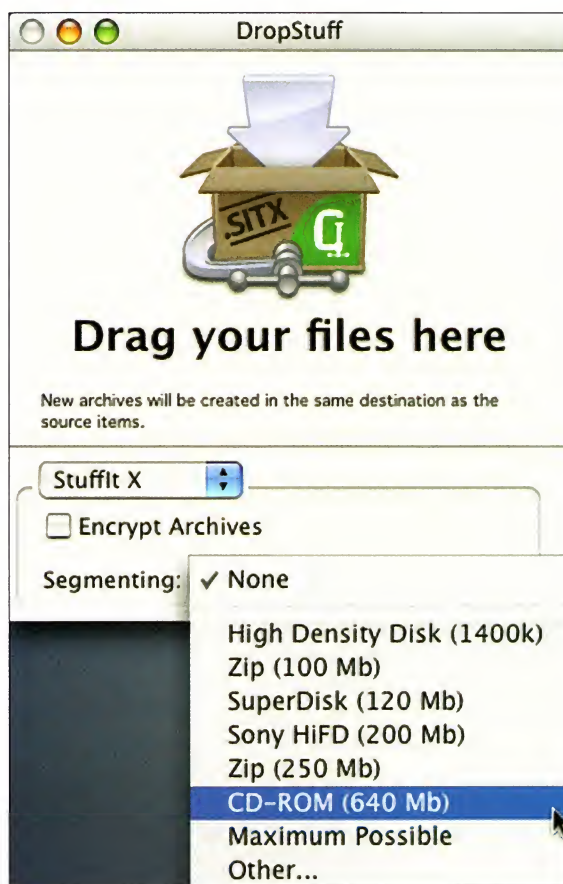 DropStuff
.SITX
Drag your files here
New archives will be created in the same destination as the
source items.
StuffIt X
Encrypt Archives
Segmenting: ✓ None
High Density Disk (1400k)
Zip (100 Mb)
SuperDisk (120 Mb)
Sony HiFD (200 Mb)
Zip (250 Mb)
CD-ROM (640 Mb)
Maximum Possible
Other...